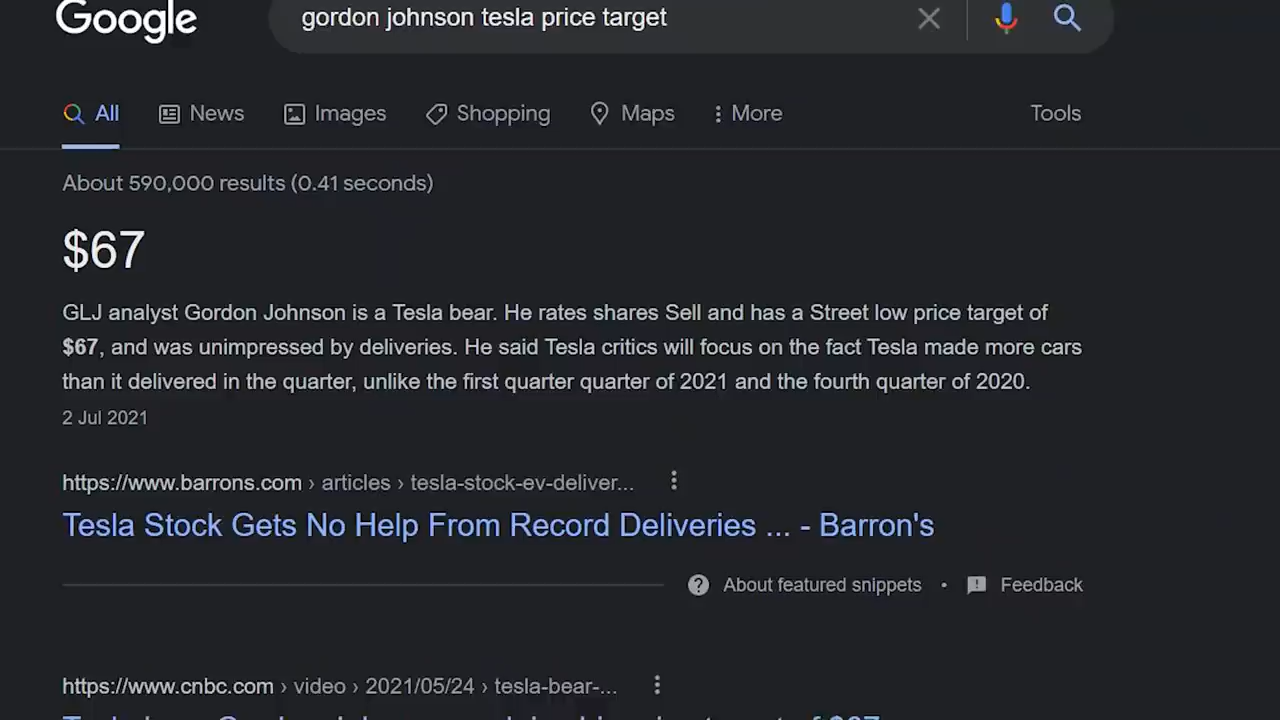 Google
gordon johnson tesla price target
All News Images Shopping Maps More Tools
About 590,000 results (0.41 seconds)
$67
GLJ analyst Gordon Johnson is a Tesla bear. He rates shares Sell and has a Street low price target of
$67, and was unimpressed by deliveries. He said Tesla critics will focus on the fact Tesla made more cars
than it delivered in the quarter, unlike the first quarter quarter of 2021 and the fourth quarter of 2020.
2 Jul 2021
https://www.barrons.com › articles › tesla-stock-ev-deliver...
Tesla Stock Gets No Help From Record Deliveries ... - Barron's
About featured snippets • Feedback
https://www.cnbc.com › video › 2021/05/24 › tesla-bear-...